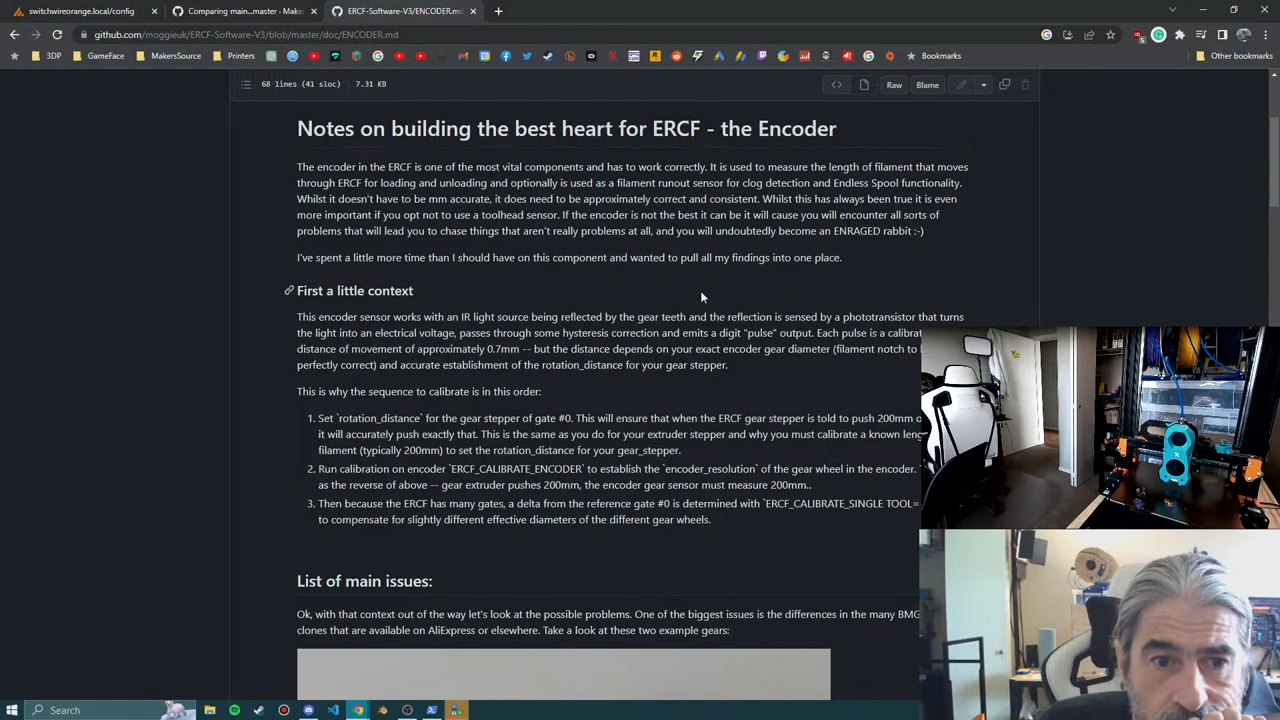 switchwireorange.local/config
Comparing main...master · Make
ERCF-Software-V3/ENCODER.md
github.com/moggieuk/ERCF-Software-V3/blob/master/doc/ENCODER.md
3DP
GameFace
MakersSource
Printers
Bookmarks
Other bookmarks
68 lines (41 sloc)
7.31 KB
Raw
Blame
Notes on building the best heart for ERCF - the Encoder
The encoder in the ERCF is one of the most vital components and has to work correctly. It is used to measure the length of filament that moves
through ERCF for loading and unloading and optionally is used as a filament runout sensor for clog detection and Endless Spool functionality.
Whilst it doesn't have to be mm accurate, it does need to be approximately correct and consistent. Whilst this has always been true it is even
more important if you opt not to use a toolhead sensor. If the encoder is not the best it can be it will cause you will encounter all sorts of
problems that will lead you to chase things that aren't really problems at all, and you will undoubtedly become an ENRAGED rabbit :-)
I've spent a little more time than I should have on this component and wanted to pull all my findings into one place.
First a little context
This encoder sensor works with an IR light source being reflected by the gear teeth and the reflection is sensed by a phototransistor that turns
the light into an electrical voltage, passes through some hysteresis correction and emits a digit "pulse" output. Each pulse is a calibrat
distance of movement of approximately 0.7mm -- but the distance depends on your exact encoder gear diameter (filament notch to
perfectly correct) and accurate establishment of the rotation_distance for your gear stepper.
This is why the sequence to calibrate is in this order:
1. Set `rotation_distance` for the gear stepper of gate #0. This will ensure that when the ERCF gear stepper is told to push 200mm o
it will accurately push exactly that. This is the same as you do for your extruder stepper and why you must calibrate a known len
filament (typically 200mm) to set the rotation_distance for your gear_stepper.
2. Run calibration on encoder `ERCF_CALIBRATE_ENCODER` to establish the `encoder_resolution` of the gear wheel in the encoder.
as the reverse of above -- gear extruder pushes 200mm, the encoder gear sensor must measure 200mm..
3. Then because the ERCF has many gates, a delta from the reference gate #0 is determined with `ERCF_CALIBRATE_SINGLE TOOL=
to compensate for slightly different effective diameters of the different gear wheels.
List of main issues:
Ok, with that context out of the way let's look at the possible problems. One of the biggest issues is the differences in the many BMG
clones that are available on AliExpress or elsewhere. Take a look at these two example gears:
Search